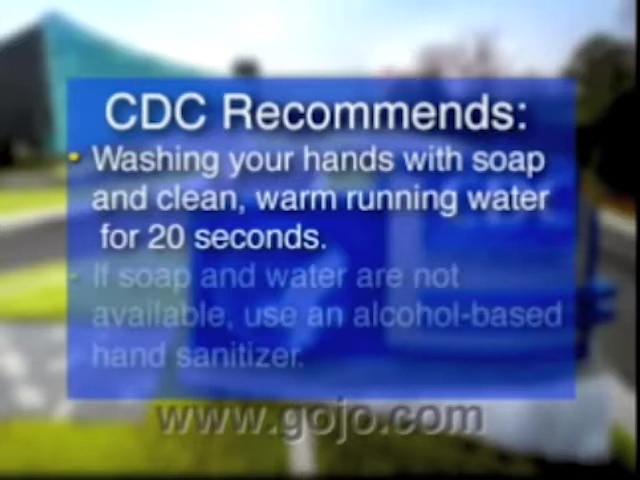 CDC Recommends:
• Washing your hands with soap
and clean, warm running water
for 20 seconds.
- If soap and water are not
available, use an alcohol-based
hand sanitizer.
www.gojo.com